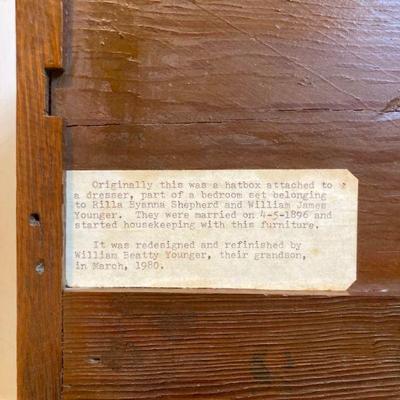 Originally this was a hatbox attached to
a dresser, part of a bedroom set belonging
to Rilla Byanna Shepherd and William James
Younger. They were married on 4-5-1896 and
started housekeeping with this furniture.
It was redesigned and refinished by
William Beatty Younger, their grandson,
in March, 1980.